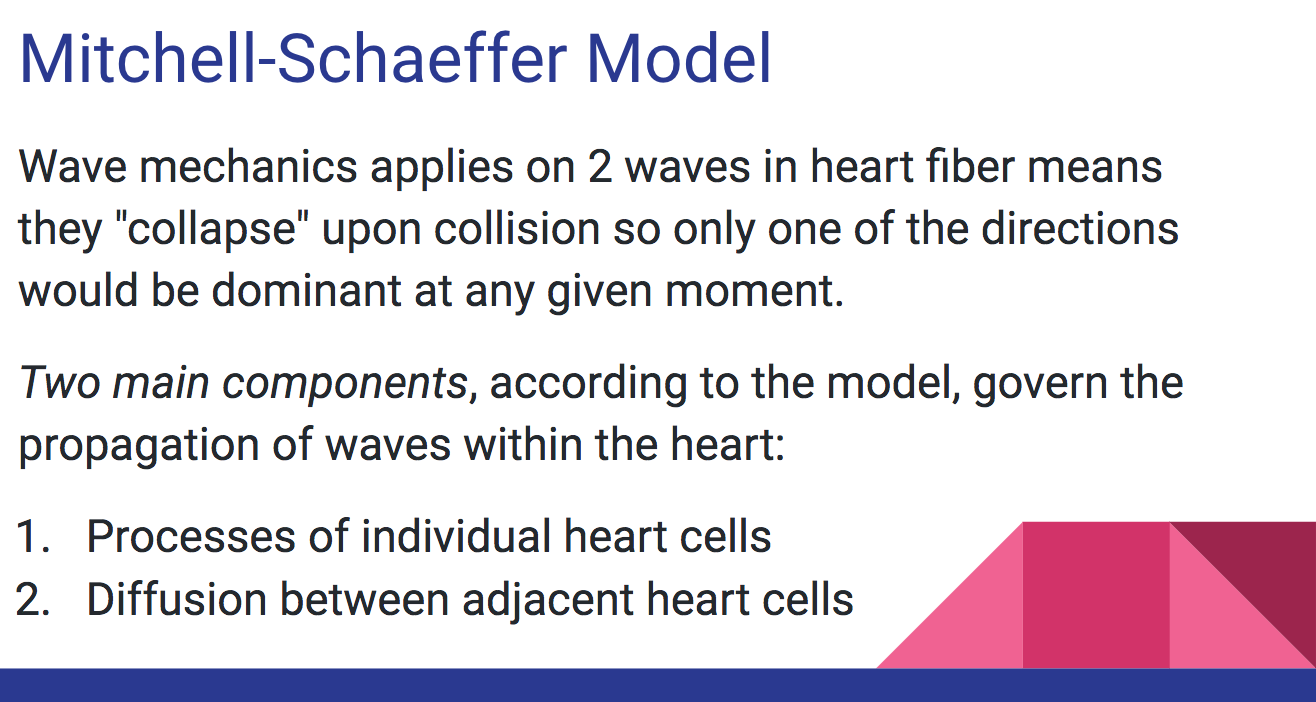 Mitchell-Schaeffer Model
Wave mechanics applies on 2 waves in heart fiber means
they "collapse" upon collision so only one of the directions
would be dominant at any given moment.
Two main components, according to the model, govern the
propagation of waves within the heart:
1. Processes of individual heart cells
2. Diffusion between adjacent heart cells